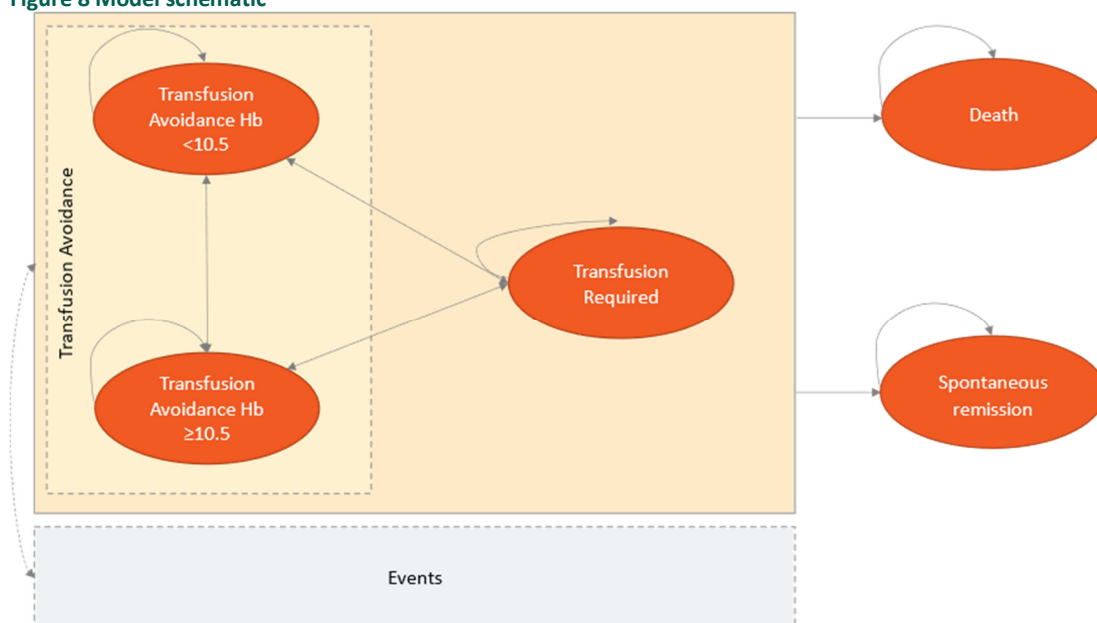 Figure 8 Model schematic
Transfusion
Avoidance Hb
<10.5
Death
Transfusion Avoidance
Transfusion
Required
Transfusion
Avoidance Hb
≥10.5
Spontaneous
remission
Events